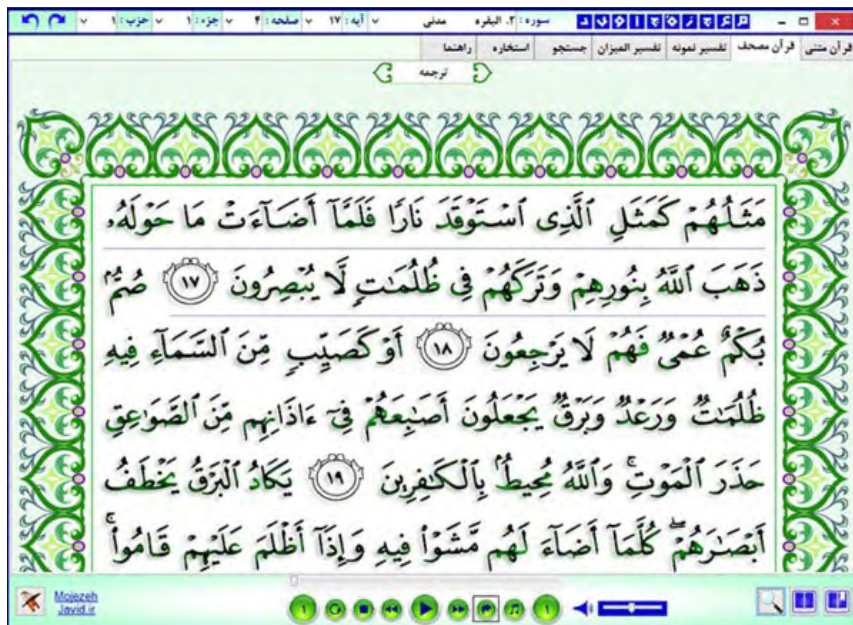 سوره: ۲. البقره مدنی آیه: ۱۷ صفحه: ۴ جزء: ۱ حزب: ۱
قرآن متنی قرآن مصحف تفسیر نمونه تفسیر المیزان جستجو استخاره راهنما
ترجمه
مَثَلُهُمْ كَمَثَلِ ٱلَّذِى ٱسْتَوْقَدَ نَارًا فَلَمَّآ أَضَآءَتْ مَا حَوْلَهُۥ
ذَهَبَ ٱللَّهُ بِنُورِهِمْ وَتَرَكَهُمْ فِى ظُلُمَٰتٍ لَّا يُبْصِرُونَ ١٧ صُمٌّۢ
بُكْمٌ عُمْىٌ فَهُمْ لَا يَرْجِعُونَ ١٨ أَوْ كَصَيِّبٍ مِّنَ ٱلسَّمَآءِ فِيهِ
ظُلُمَٰتٌ وَرَعْدٌ وَبَرْقٌ يَجْعَلُونَ أَصَٰبِعَهُمْ فِىٓ ءَاذَانِهِم مِّنَ ٱلصَّوَٰعِقِ
حَذَرَ ٱلْمَوْتِ ۚ وَٱللَّهُ مُحِيطٌۢ بِٱلْكَٰفِرِينَ ١٩ يَكَادُ ٱلْبَرْقُ يَخْطَفُ
أَبْصَٰرَهُمْ ۖ كُلَّمَآ أَضَآءَ لَهُم مَّشَوْا۟ فِيهِ وَإِذَآ أَظْلَمَ عَلَيْهِمْ قَامُوا۟ ۚ
Mojezeh
Javid.ir
۱ ۱